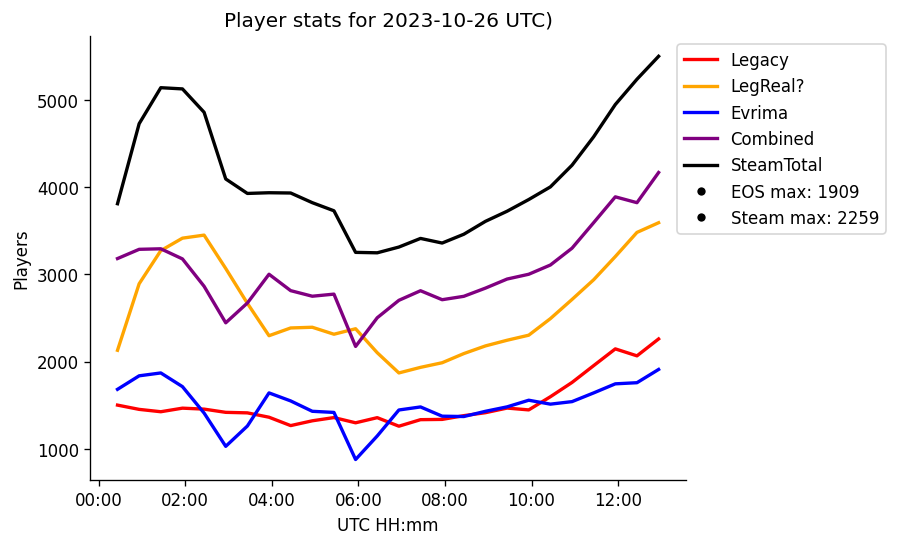 Player stats for 2023-10-26 UTC)
Legacy
LegReal?
Evrima
Combined
SteamTotal
EOS max: 1909
Steam max: 2259
Players
5000
4000
3000
2000
1000
00:00 02:00 04:00 06:00 08:00 10:00 12:00
UTC HH:mm